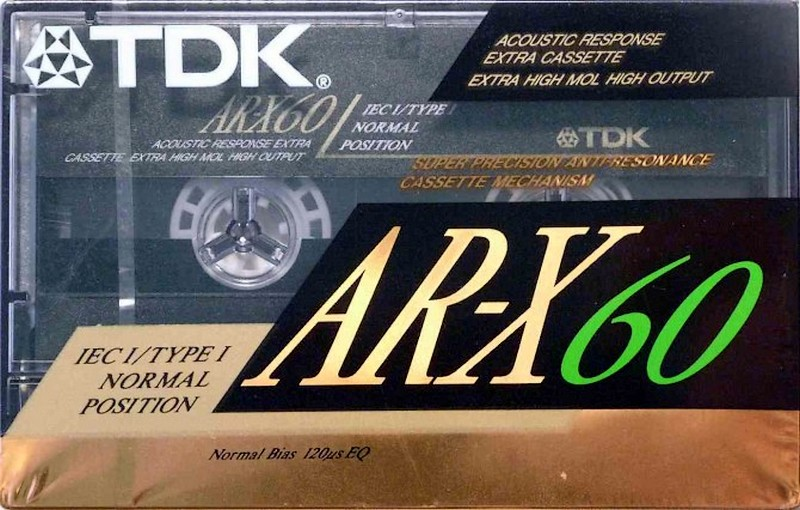 TDK®
ACOUSTIC RESPONSE
EXTRA CASSETTE
EXTRA HIGH MOL HIGH OUTPUT
ARX60
IEC I/TYPE I
NORMAL
POSITION
ACOUSTIC RESPONSE EXTRA
CASSETTE EXTRA HIGH MOL HIGH OUTPUT
TDK
SUPER PRECISION ANTI-RESONANCE
CASSETTE MECHANISM
AR-X60
IEC I/TYPE I
NORMAL
POSITION
Normal Bias 120μs EQ